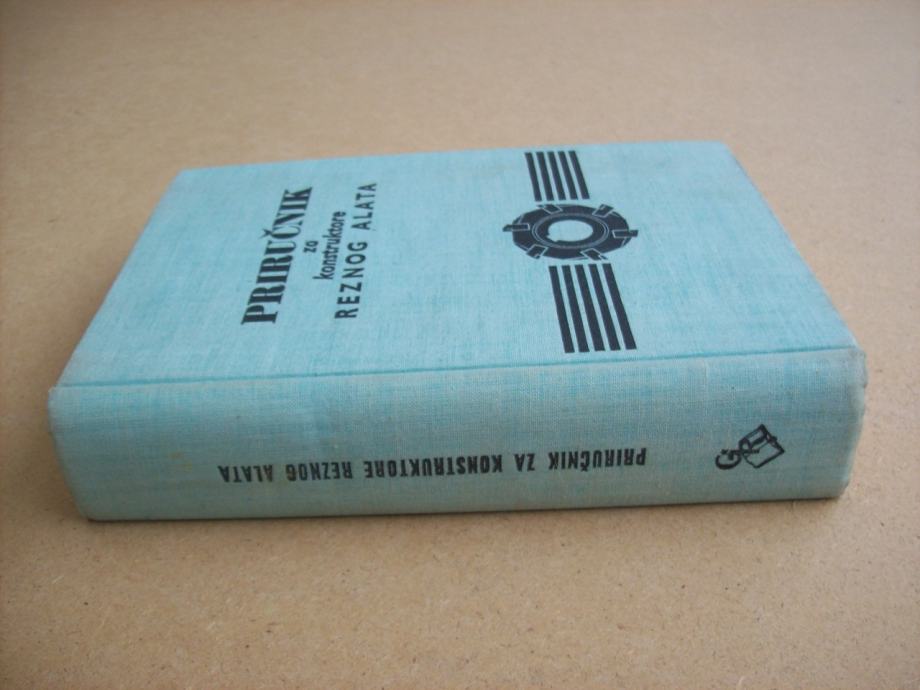 PRIRUČNIK
za
konstruktore
REZNOG ALATA
PRIRUČNIK ZA KONSTRUKTORE REZNOG ALATA